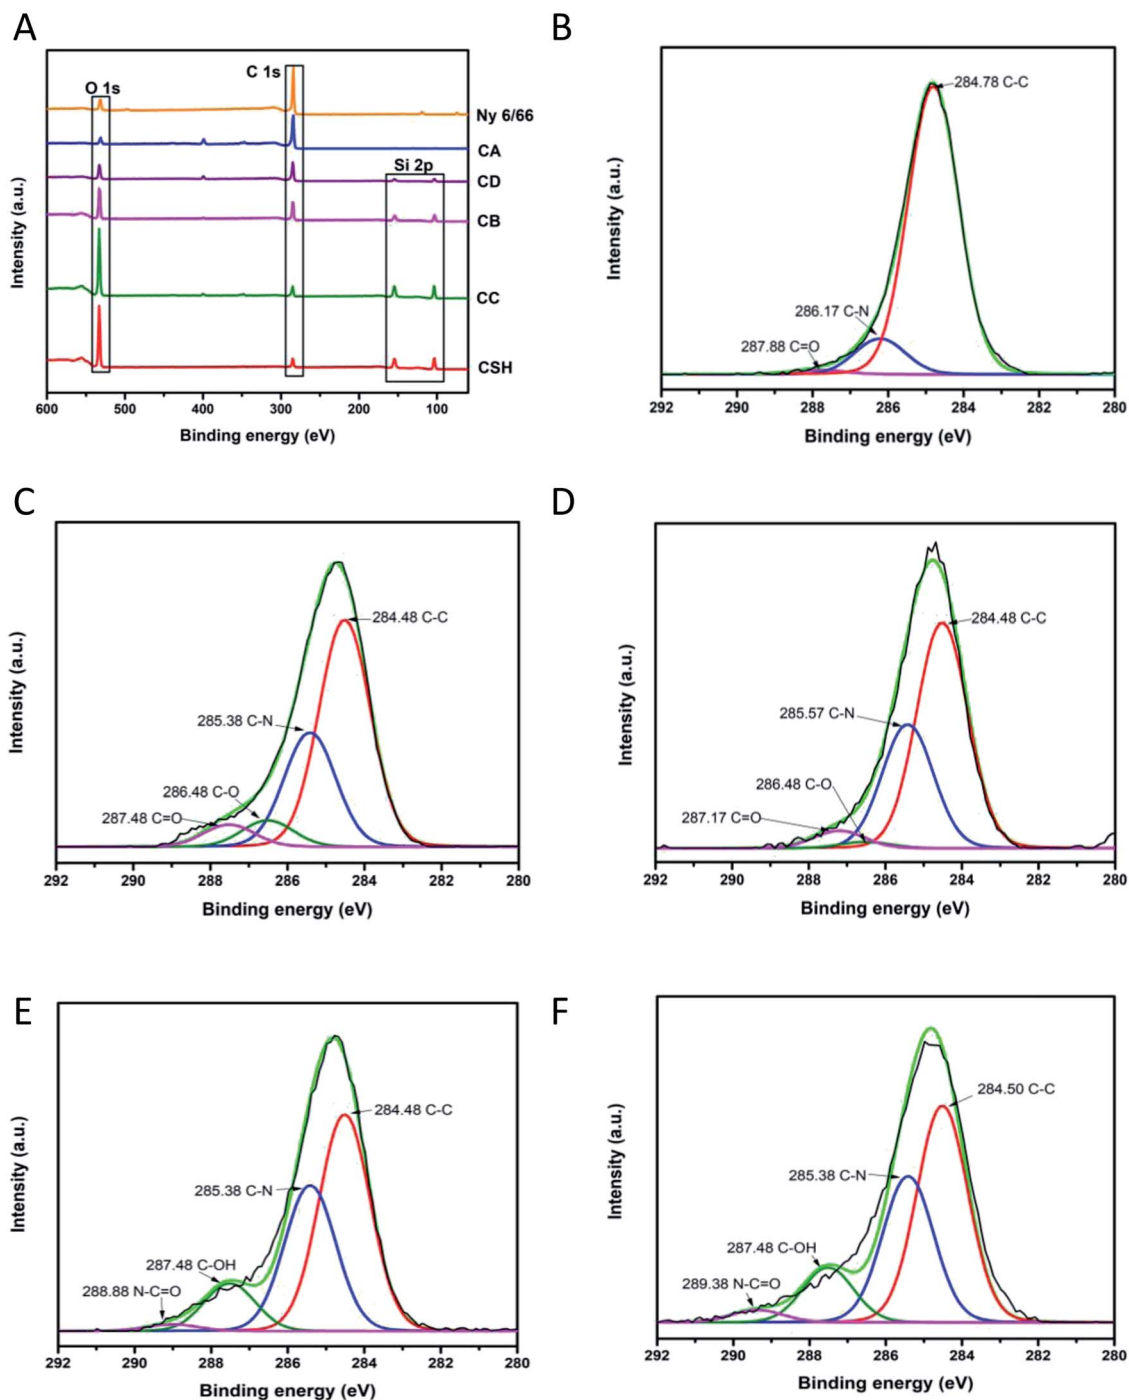 A
O 1s
C 1s
Si 2p
Ny 6/66
CA
CD
CB
CC
CSH
Intensity (a.u.)
600 500 400 300 200 100
Binding energy (eV)
B
284.78 C-C
286.17 C-N
287.88 C=O
Intensity (a.u.)
292 290 288 286 284 282 280
Binding energy (eV)
C
284.48 C-C
285.38 C-N
286.48 C-O
287.48 C=O
Intensity (a.u.)
292 290 288 286 284 282 280
Binding energy (eV)
D
284.48 C-C
285.57 C-N
286.48 C-O
287.17 C=O
Intensity (a.u.)
292 290 288 286 284 282 280
Binding energy (eV)
E
284.48 C-C
285.38 C-N
287.48 C-OH
288.88 N-C=O
Intensity (a.u.)
292 290 288 286 284 282 280
Binding energy (eV)
F
284.50 C-C
285.38 C-N
287.48 C-OH
289.38 N-C=O
Intensity (a.u.)
292 290 288 286 284 282 280
Binding energy (eV)